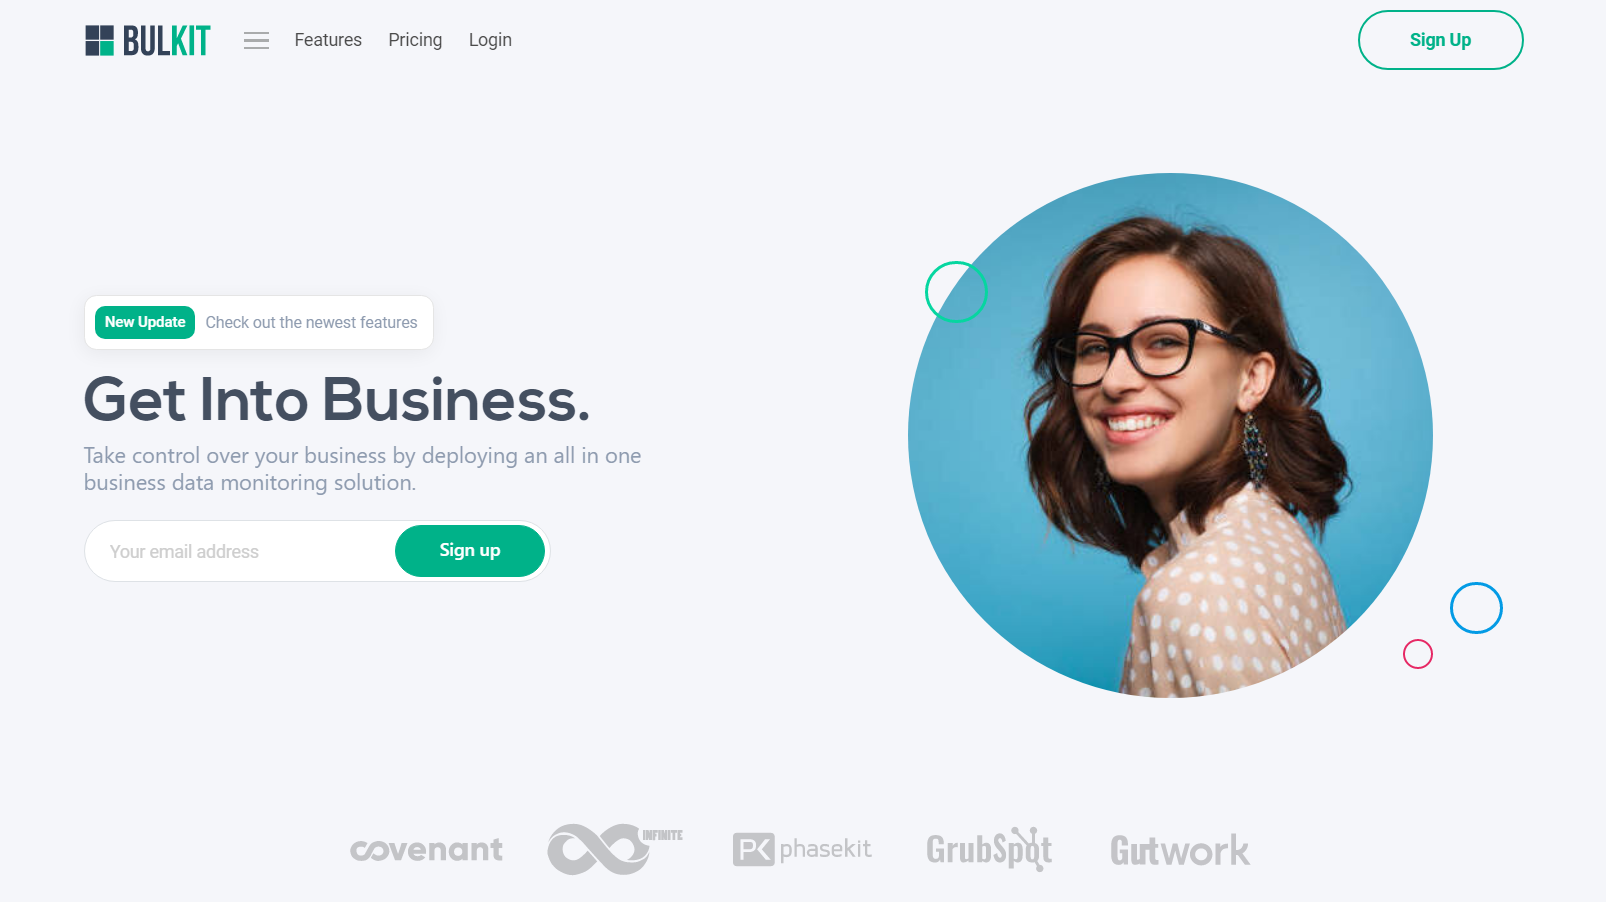 BULKIT
Features
Pricing
Login
Sign Up
New Update
Check out the newest features
Get Into Business.
Take control over your business by deploying an all in one
business data monitoring solution.
Your email address
Sign up
covenant
INFINITE
PK phasekit
GrubSpot
Gutwork